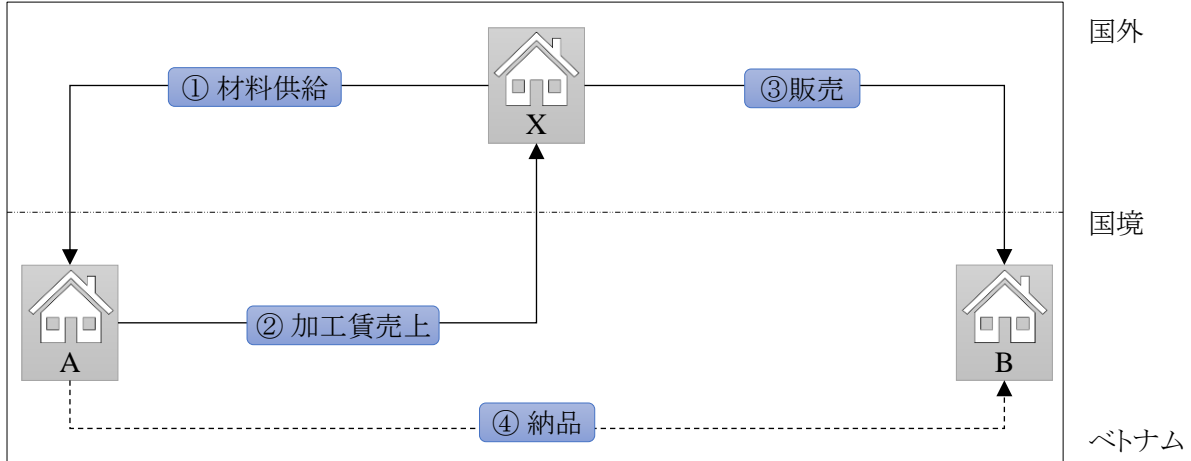 国外
① 材料供給
③販売
X
国境
A
② 加工賃売上
B
④ 納品
ベトナム